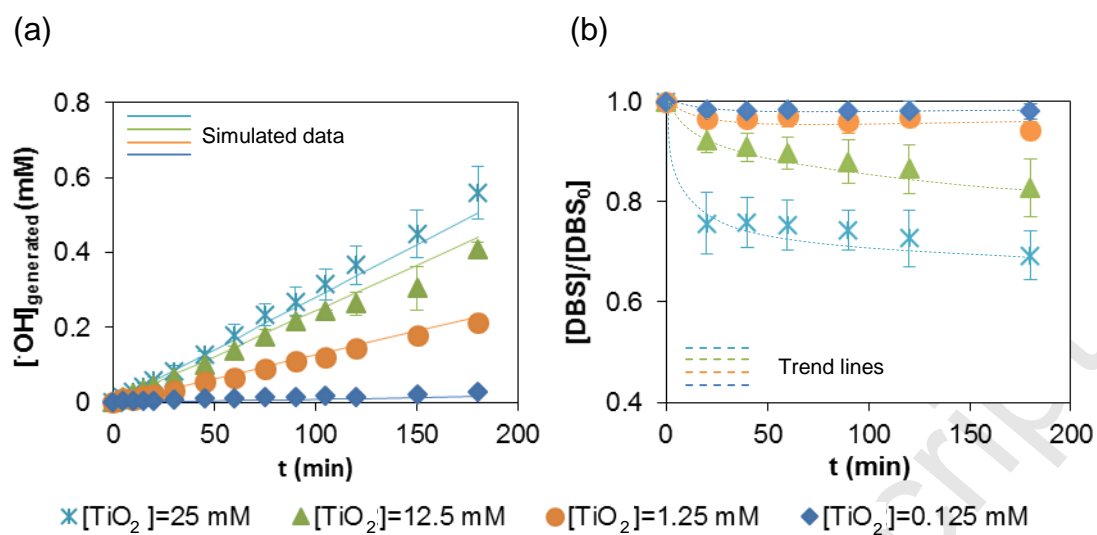 (a)
(b)
0.8
0.6
0.4
0.2
0
[·OH]generated (mM)
Simulated data
0 50 100 150 200
t (min)
1.0
0.8
0.6
0.4
[DBS]/[DBS0]
Trend lines
0 50 100 150 200
t (min)
[TiO2 ]=25 mM [TiO2]=12.5 mM [TiO2]=1.25 mM [TiO2]=0.125 mM